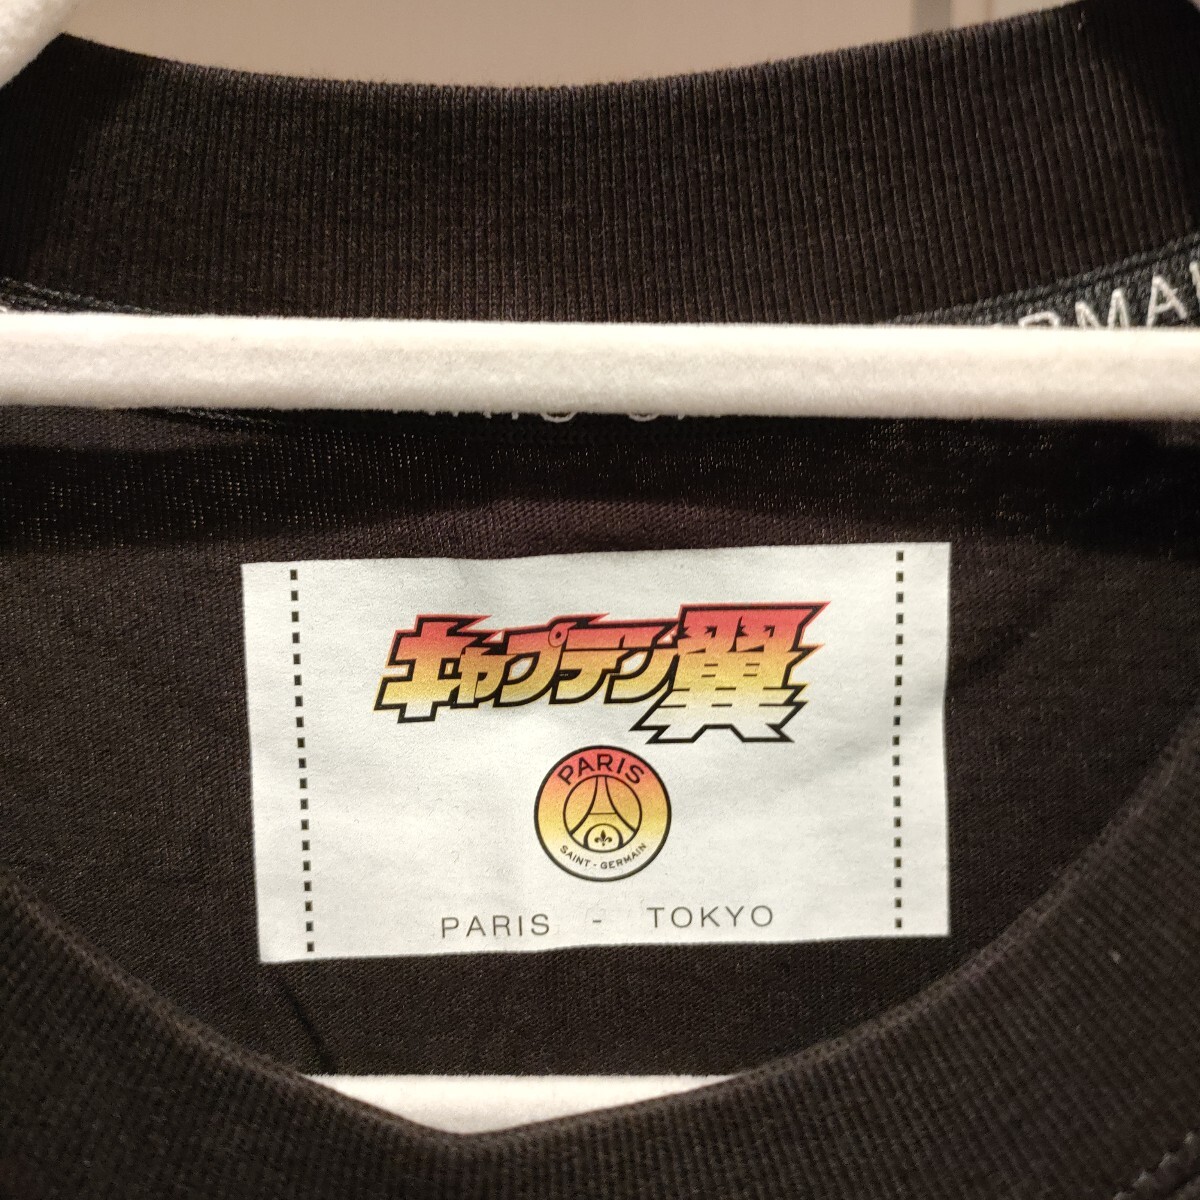 キャプテン翼
PARIS
SAINT-GERMAIN
PARIS - TOKYO